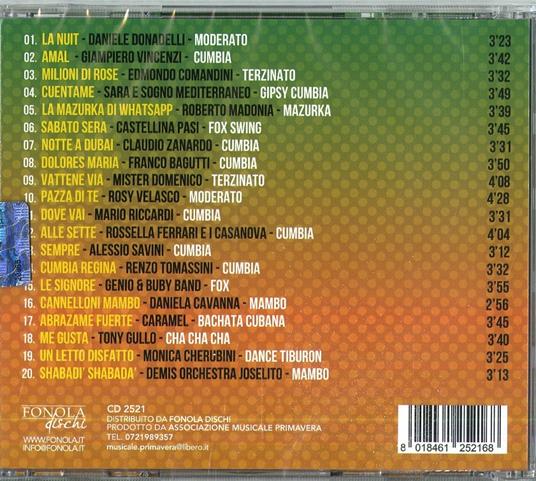 01. LA NUIT - DANIELE DONADELLI - MODERATO 3'23
02. AMAL - GIAMPIERO VINCENZI - CUMBIA 3'42
03. MILIONI DI ROSE - EDMONDO COMANDINI - TERZINATO 3'32
04. CUENTAME - SARA E SOGNO MEDITERRANEO - GIPSY CUMBIA 3'49
05. LA MAZURKA DI WHATSAPP - ROBERTO MADONIA - MAZURKA 3'39
06. SABATO SERA - CASTELLINA PASI - FOX SWING 3'45
07. NOTTE A DUBAI - CLAUDIO ZANARDO - CUMBIA 3'31
08. DOLORES MARIA - FRANCO BAGUTTI - CUMBIA 3'50
09. VATTENE VIA - MISTER DOMENICO - TERZINATO 4'08
10. PAZZA DI TE - ROSY VELASCO - MODERATO 4'28
1. DOVE VAI - MARIO RICCARDI - CUMBIA 3'31
2. ALLE SETTE - ROSSELLA FERRARI E I CASANOVA - CUMBIA 4'04
3. SEMPRE - ALESSIO SAVINI - CUMBIA 3'12
4. CUMBIA REGINA - RENZO TOMASSINI - CUMBIA 3'32
15. LE SIGNORE - GENIO & BUBY BAND - FOX 3'55
16. CANNELLONI MAMBO - DANIELA CAVANNA - MAMBO 2'56
17. ABRAZAME FUERTE - CARAMEL - BACHATA CUBANA 3'45
18. ME GUSTA - TONY GULLO - CHA CHA CHA 3'40
19. UN LETTO DISFATTO - MONICA CHERUBINI - DANCE TIBURON 3'25
20. SHABADI' SHABADA' - DEMIS ORCHESTRA JOSELITO - MAMBO 3'13
FONOLA
dischi
WWW.FONOLA.IT
INFO@FONOLA.IT
CD 2521
DISTRIBUITO DA FONOLA DISCHI
PRODOTTO DA ASSOCIAZIONE MUSICALE PRIMAVERA
TEL. 0721989357
musicale.primavera@libero.it
8 018461 252168